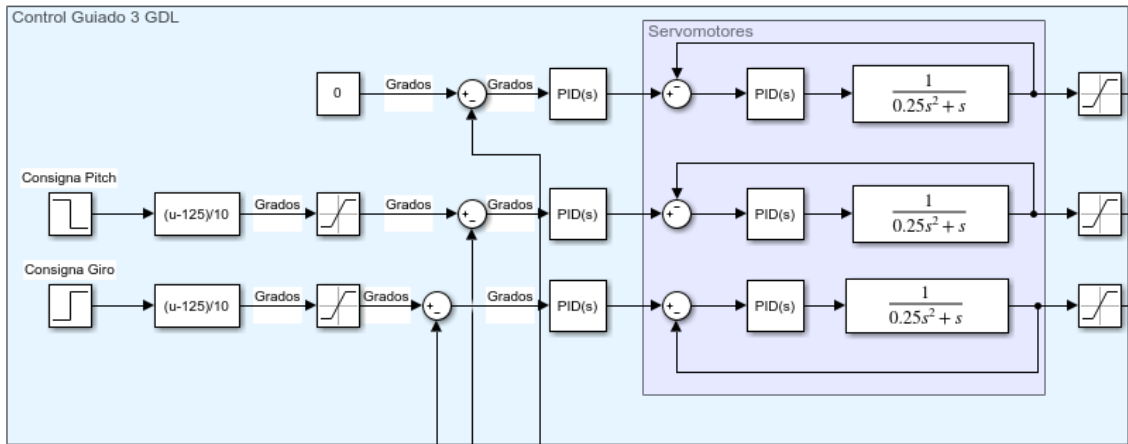 Control Guiado 3 GDL
Servomotores
0
Grados
+
−
Grados
PID(s)
+
−
PID(s)
1
0.25s² + s
Consigna Pitch
(u-125)/10
Grados
Grados
+
−
Grados
PID(s)
+
−
PID(s)
1
0.25s² + s
Consigna Giro
(u-125)/10
Grados
Grados
+
−
Grados
PID(s)
+
−
PID(s)
1
0.25s² + s